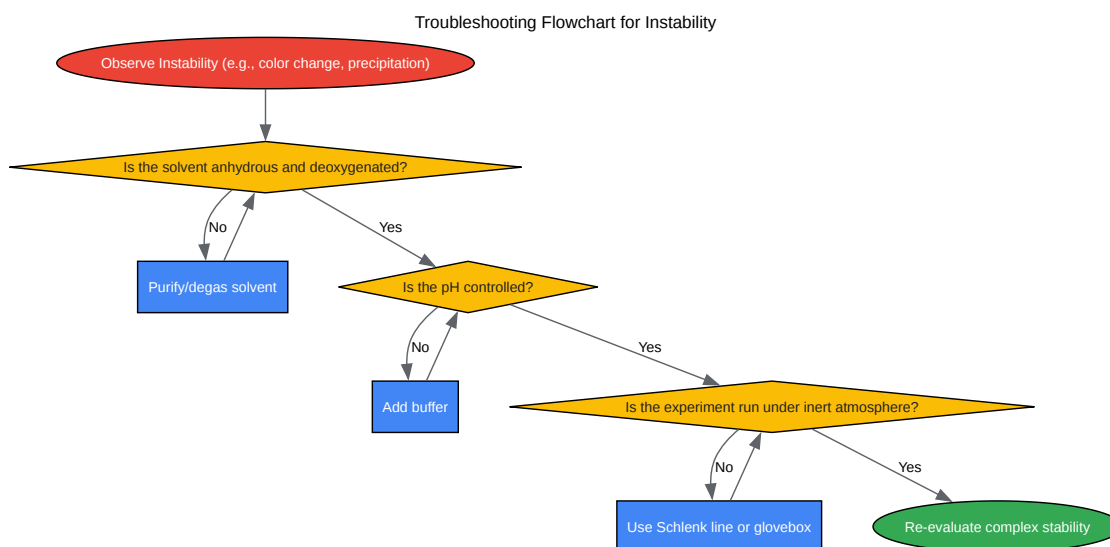 Troubleshooting Flowchart for Instability
Observe Instability (e.g., color change, precipitation)
Is the solvent anhydrous and deoxygenated?
No
Yes
Purify/degas solvent
Is the pH controlled?
No
Yes
Add buffer
Is the experiment run under inert atmosphere?
No
Yes
Use Schlenk line or glovebox
Re-evaluate complex stability